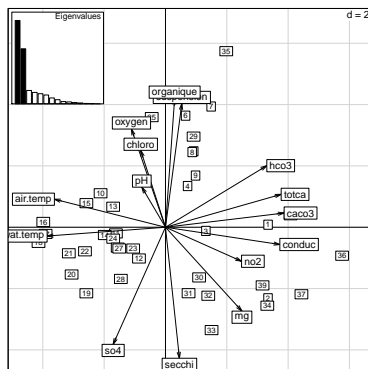 Eigenvalues
d = 2
35
organique
7
6
oxygen
29
chloro
8
9
hco3
pH
4
10
totca
air.temp
15
13
caco3
16
1
3
conduc
24
27
23
22
21
12
no2
36
20
28
30
39
19
31
32
2
37
mg
34
33
so4
secchi